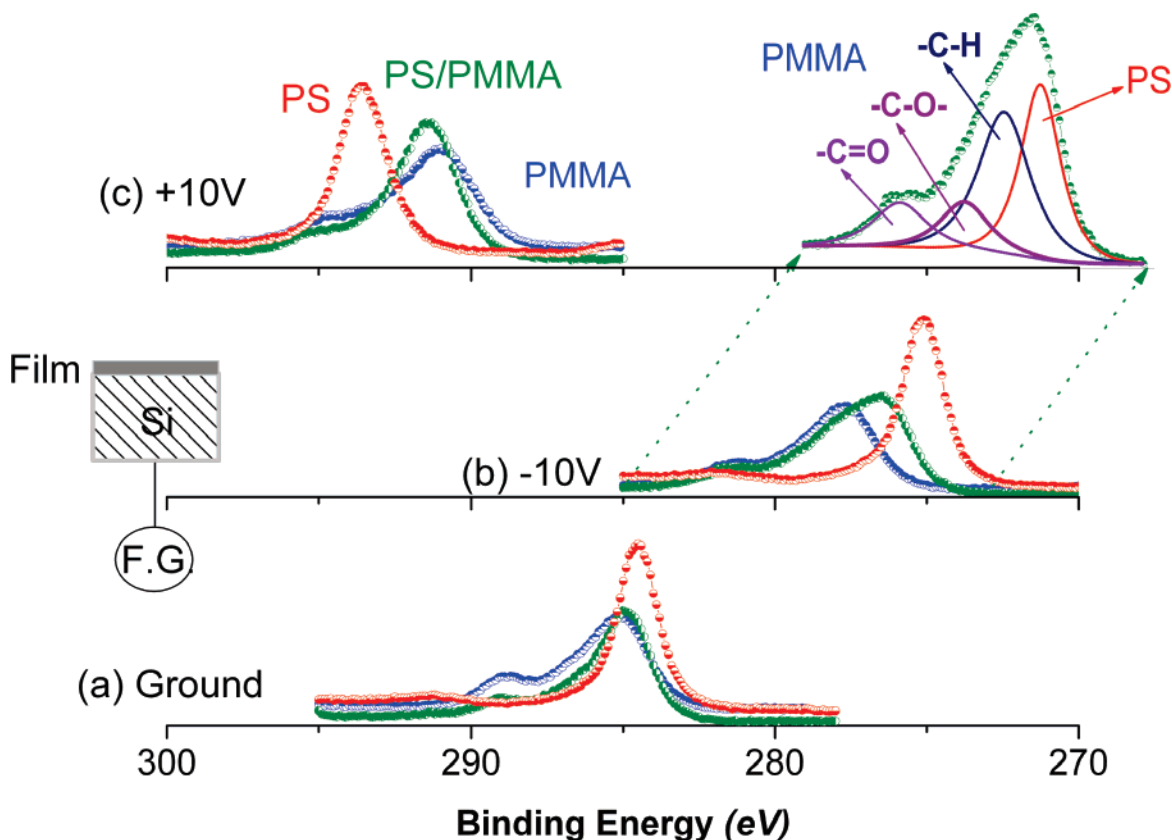 PS
PS/PMMA
PMMA
(c) +10V
PMMA
-C-H
-C-O-
-C=O
PS
Film
Si
F.G.
(b) -10V
(a) Ground
300
290
280
270
Binding Energy (eV)